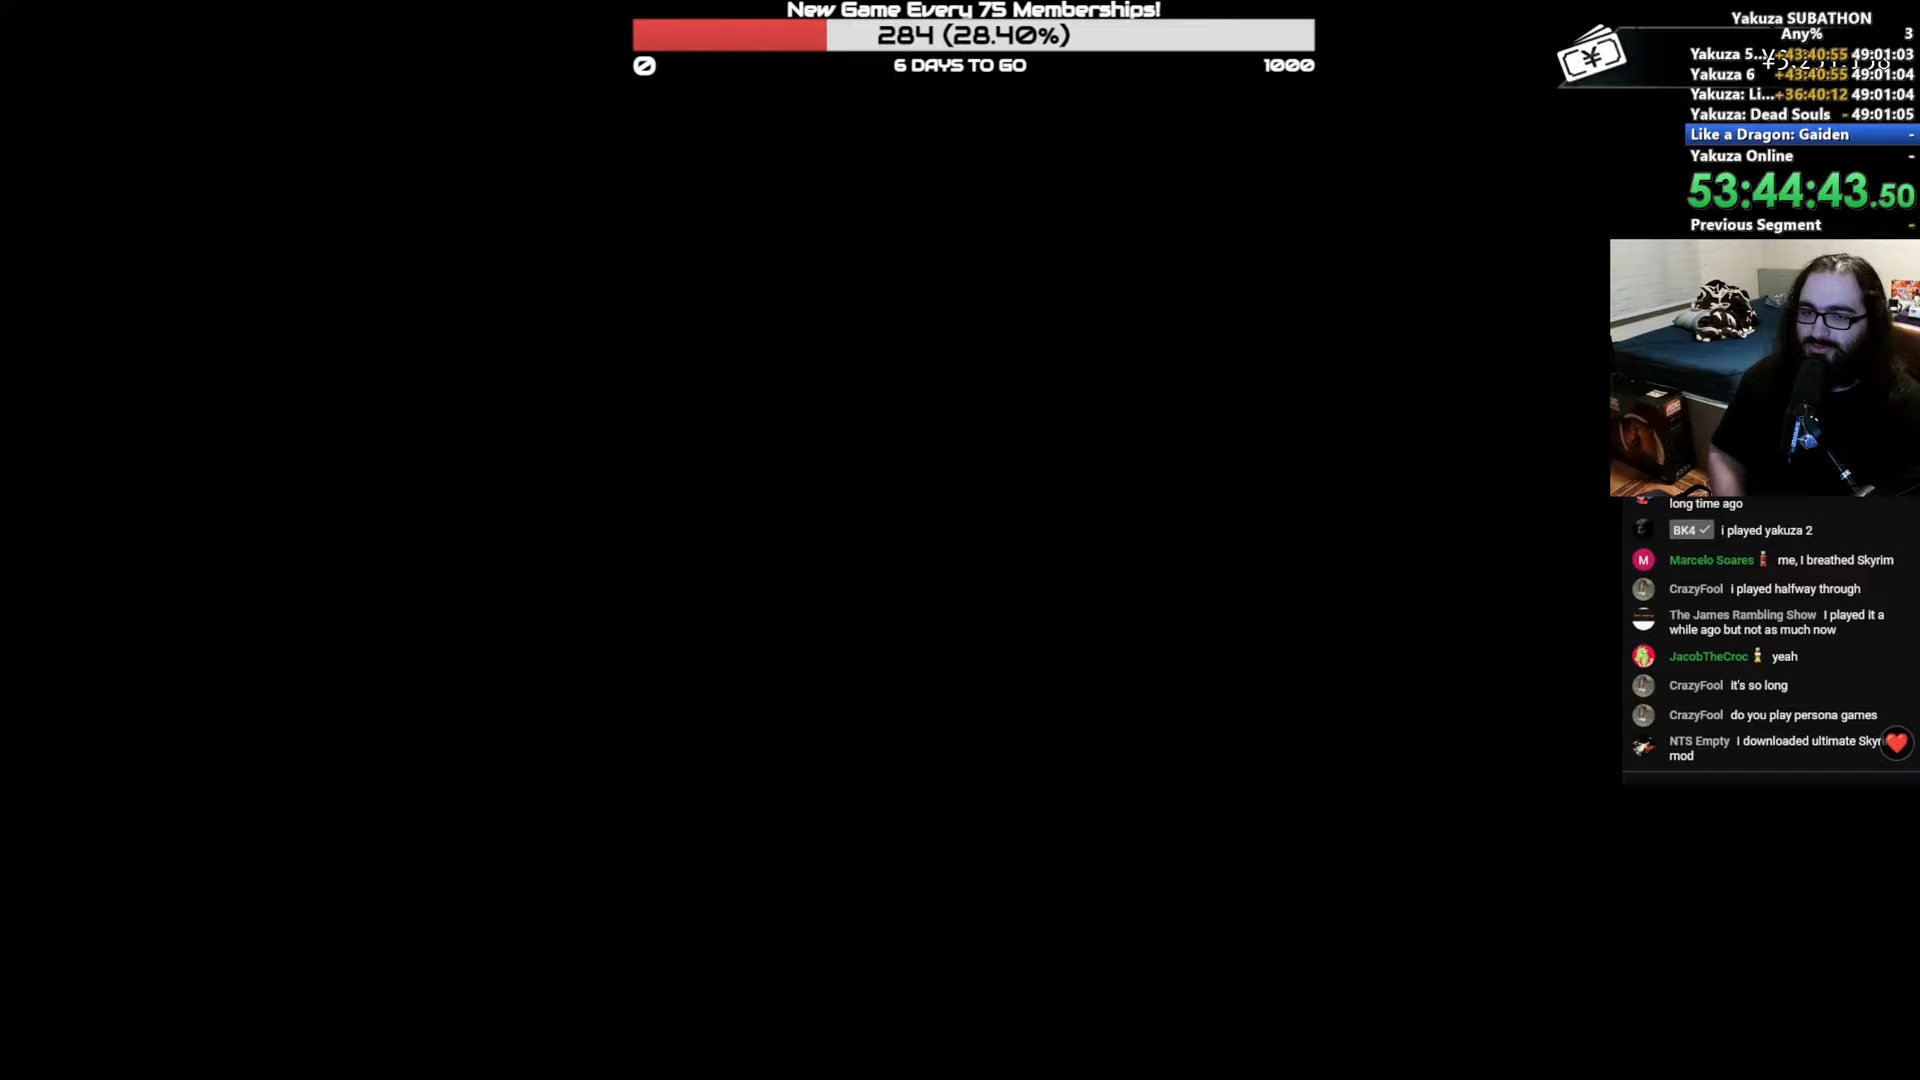 New Game Every 75 Memberships!
284 (28.40%)
0
6 DAYS TO GO
1000
Yakuza SUBATHON
Any%
3
Yakuza 5... +43:40:55 49:01:03
Yakuza 6 +43:40:55 49:01:04
Yakuza: Li... +36:40:12 49:01:04
Yakuza: Dead Souls - 49:01:05
Like a Dragon: Gaiden -
Yakuza Online -
53:44:43.50
Previous Segment -
long time ago
BK4 i played yakuza 2
M
Marcelo Soares me, I breathed Skyrim
CrazyFool i played halfway through
The James Rambling Show I played it a
while ago but not as much now
JacobTheCroc yeah
CrazyFool it's so long
CrazyFool do you play persona games
NTS Empty I downloaded ultimate
mod